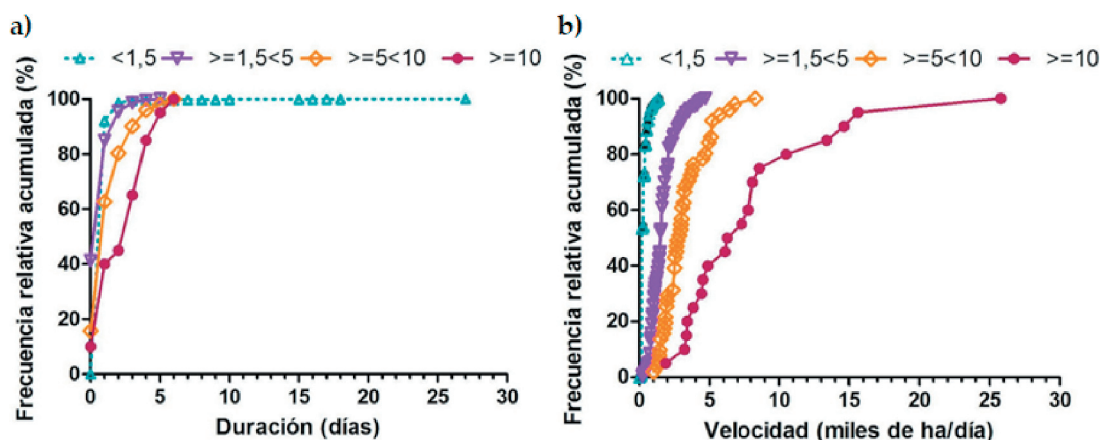 a)
<1,5 >=1,5<5 >=5<10 >=10
Frecuencia relativa acumulada (%)
100
80
60
40
20
0
0 5 10 15 20 25 30
Duración (días)
b)
<1,5 >=1,5<5 >=5<10 >=10
Frecuencia relativa acumulada (%)
100
80
60
40
20
0
0 5 10 15 20 25 30
Velocidad (miles de ha/día)